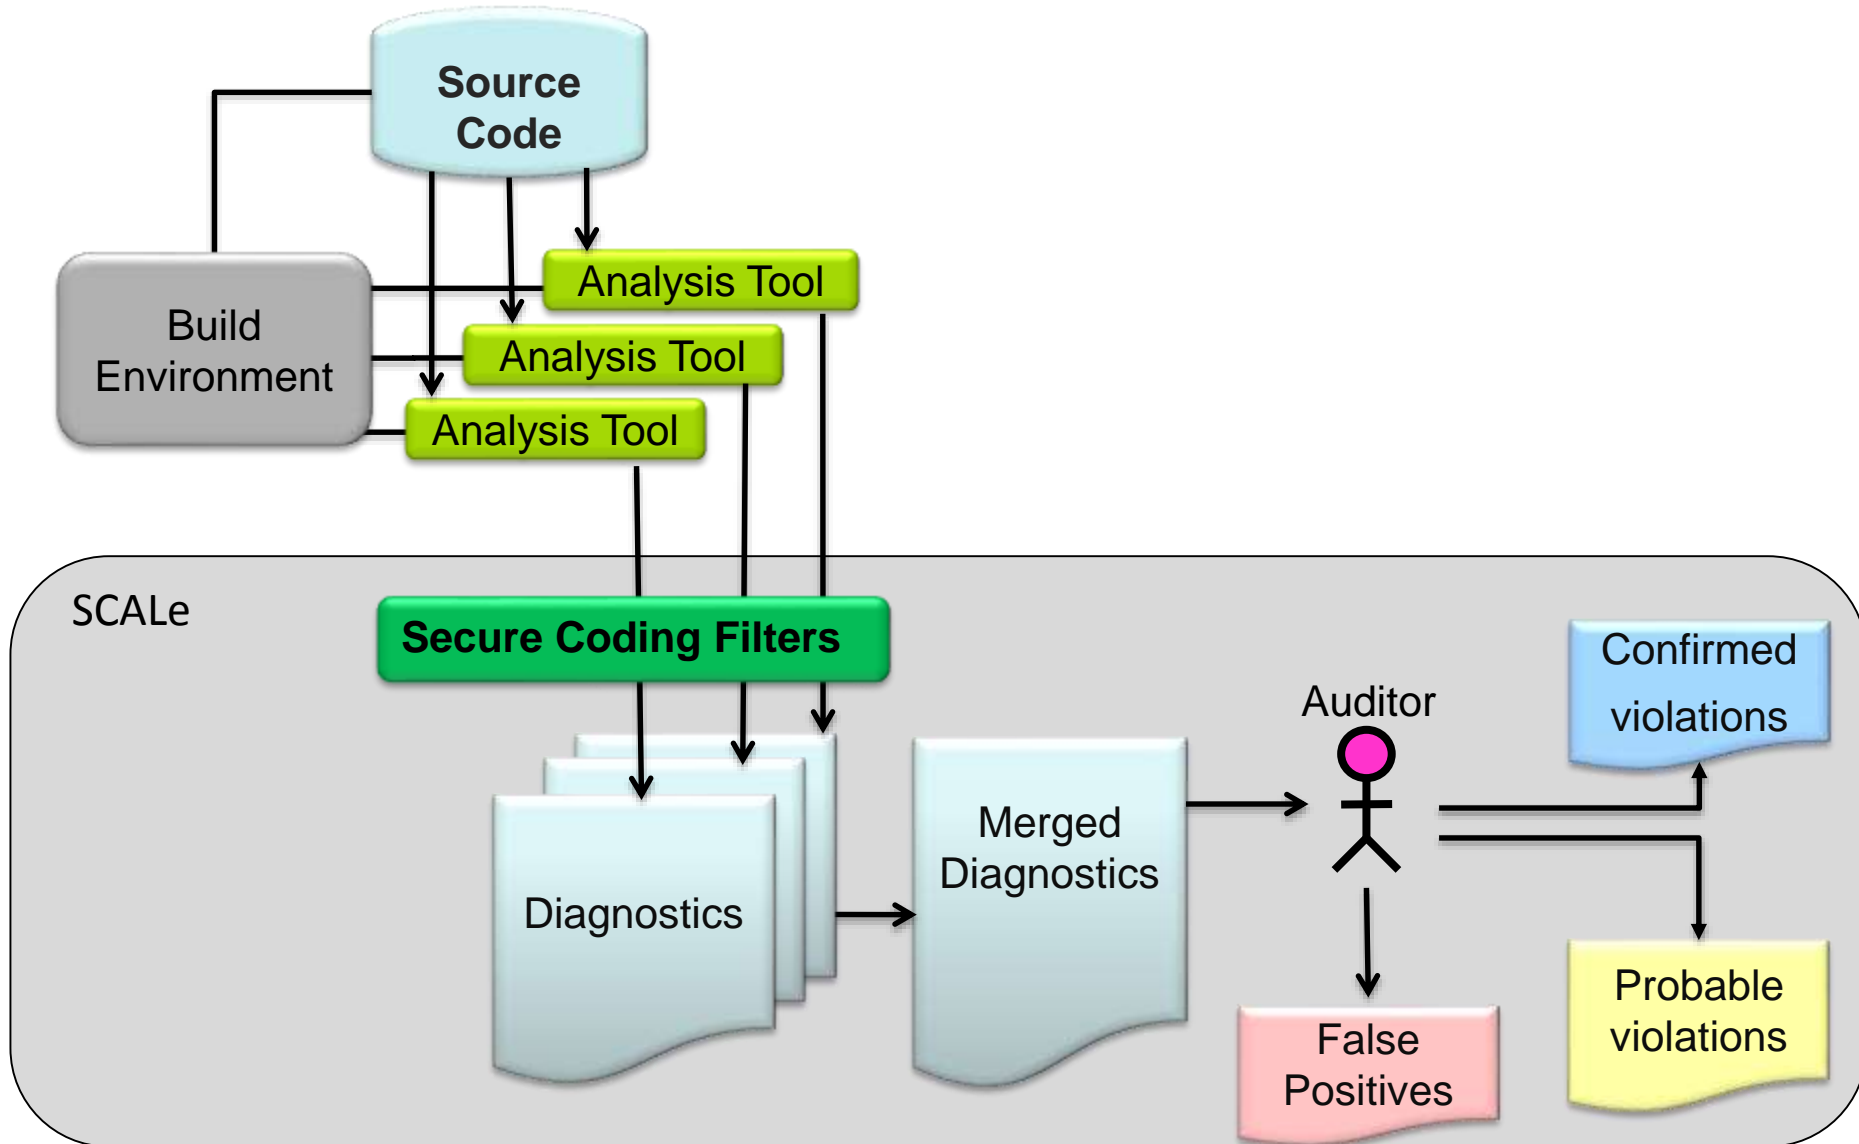 Source
Code
Build
Environment
Analysis Tool
Analysis Tool
Analysis Tool
SCALe
Secure Coding Filters
Diagnostics
Merged
Diagnostics
Auditor
Confirmed
violations
False
Positives
Probable
violations